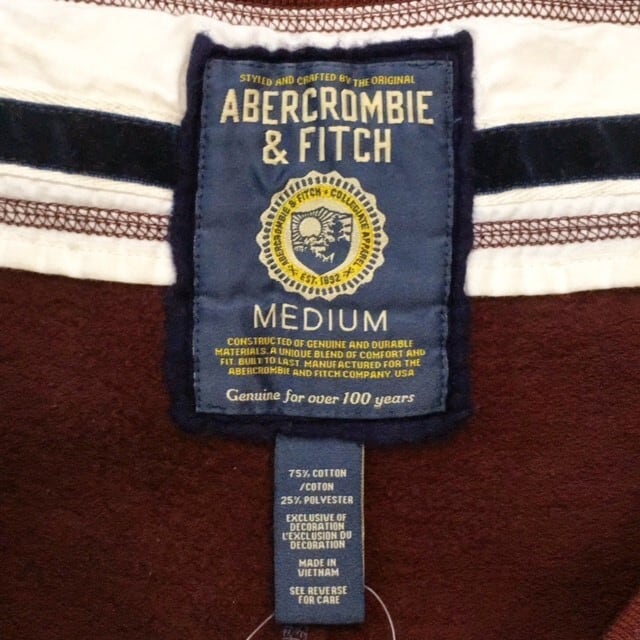 STYLED AND CRAFTED BY THE ORIGINAL
ABERCROMBIE
& FITCH
ABERCROMBIE & FITCH • COLLEGIATE APPAREL
EST. 1892
MEDIUM
CONSTRUCTED OF GENUINE AND DURABLE
MATERIALS. A UNIQUE BLEND OF COMFORT AND
FIT. BUILT TO LAST. MANUFACTURED FOR THE
ABERCROMBIE AND FITCH COMPANY. USA
Genuine for over 100 years
75% COTTON
/COTON
25% POLYESTER
EXCLUSIVE OF
DECORATION
L'EXCLUSION DU
DECORATION
MADE IN
VIETNAM
SEE REVERSE
FOR CARE